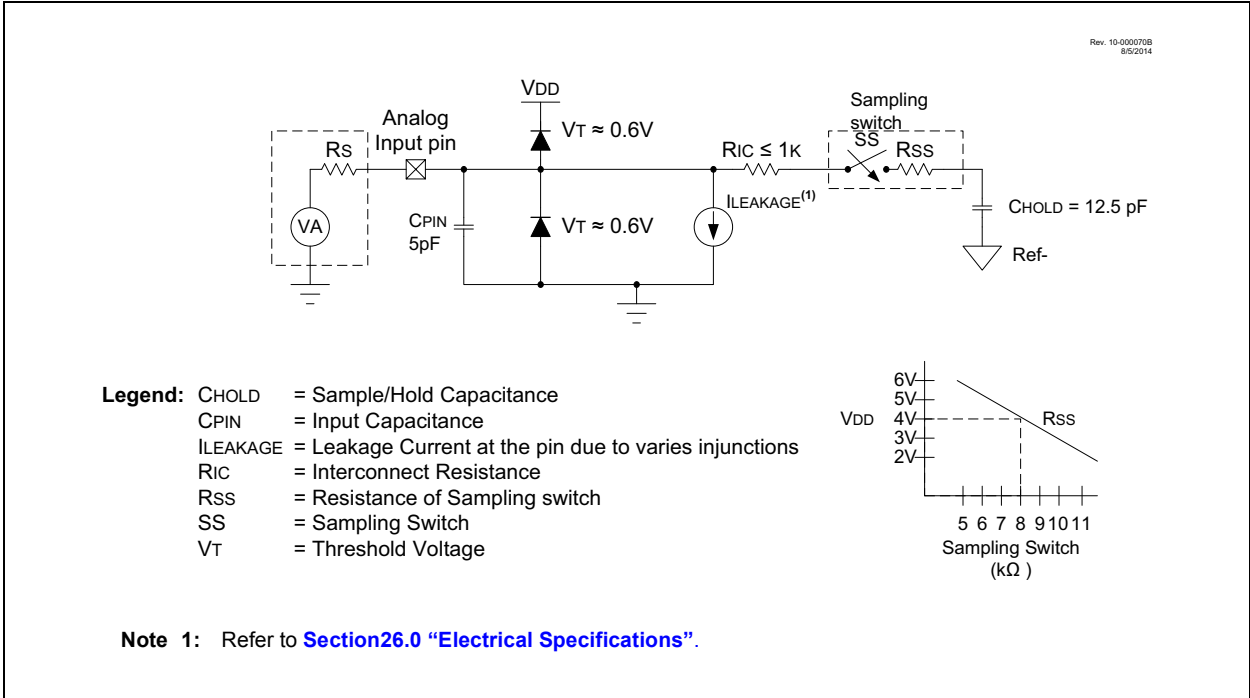 Rev. 10-000070B
8/5/2014
VDD
Analog
Input pin
RS
VT ≈ 0.6V
Sampling
switch
SS
RIC ≤ 1K
RSS
ILEAKAGE(1)
VA
CPIN
5pF
VT ≈ 0.6V
CHOLD = 12.5 pF
Ref-
Legend: CHOLD = Sample/Hold Capacitance
CPIN = Input Capacitance
ILEAKAGE = Leakage Current at the pin due to varies injunctions
RIC = Interconnect Resistance
RSS = Resistance of Sampling switch
SS = Sampling Switch
VT = Threshold Voltage
6V
5V
VDD 4V RSS
3V
2V
5 6 7 8 9 10 11
Sampling Switch
(kΩ )
Note 1: Refer to Section26.0 “Electrical Specifications”.